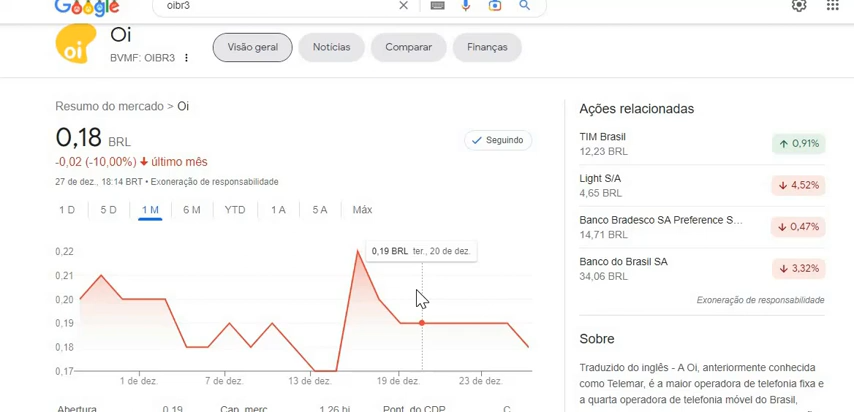 Google
oibr3
oi
Oi
BVMF: OIBR3
Visão geral
Notícias
Comparar
Finanças
Resumo do mercado > Oi
0,18 BRL
Seguindo
-0,02 (-10,00%) último mês
27 de dez., 18:14 BRT • Exoneração de responsabilidade
1 D 5 D 1 M 6 M YTD 1 A 5 A Máx
0,19 BRL ter., 20 de dez.
0,22
0,21
0,20
0,19
0,18
0,17
1 de dez. 7 de dez. 13 de dez. 19 de dez. 23 de dez.
Abertura 0,19 Cap. merc. 1,26 bi Pont. do CDP C
Ações relacionadas
TIM Brasil
12,23 BRL
0,91%
Light S/A
4,65 BRL
4,52%
Banco Bradesco SA Preference S...
14,71 BRL
0,47%
Banco do Brasil SA
34,06 BRL
3,32%
Exoneração de responsabilidade
Sobre
Traduzido do inglês - A Oi, anteriormente conhecida
como Telemar, é a maior operadora de telefonia fixa e
a quarta operadora de telefonia móvel do Brasil,